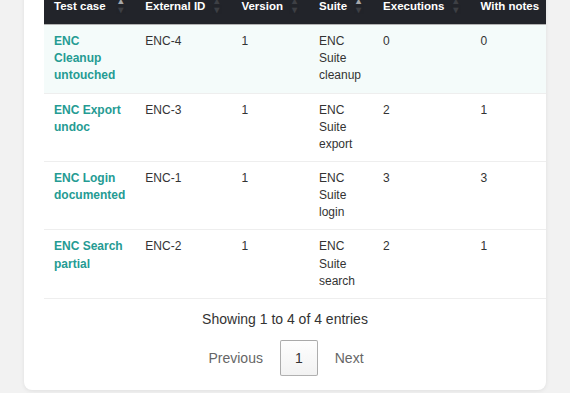 Test case External ID Version Suite Executions With notes
ENC Cleanup untouched ENC-4 1 ENC Suite cleanup 0 0
ENC Export undoc ENC-3 1 ENC Suite export 2 1
ENC Login documented ENC-1 1 ENC Suite login 3 3
ENC Search partial ENC-2 1 ENC Suite search 2 1
Showing 1 to 4 of 4 entries
Previous 1 Next